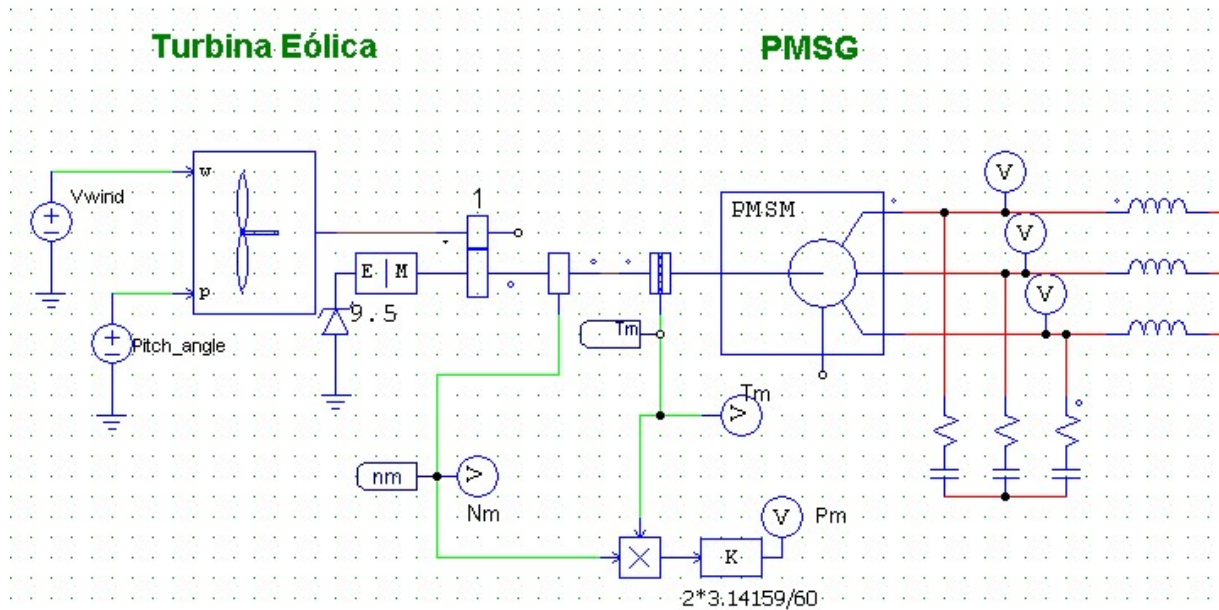 Turbina Eólica
PMSG
w
Vwind
1
PMSM
V
V
V
E M
p
9.5
Pitch_angle
Tm
Tm
V
nm
V
Nm
V
Pm
K
2*3.14159/60